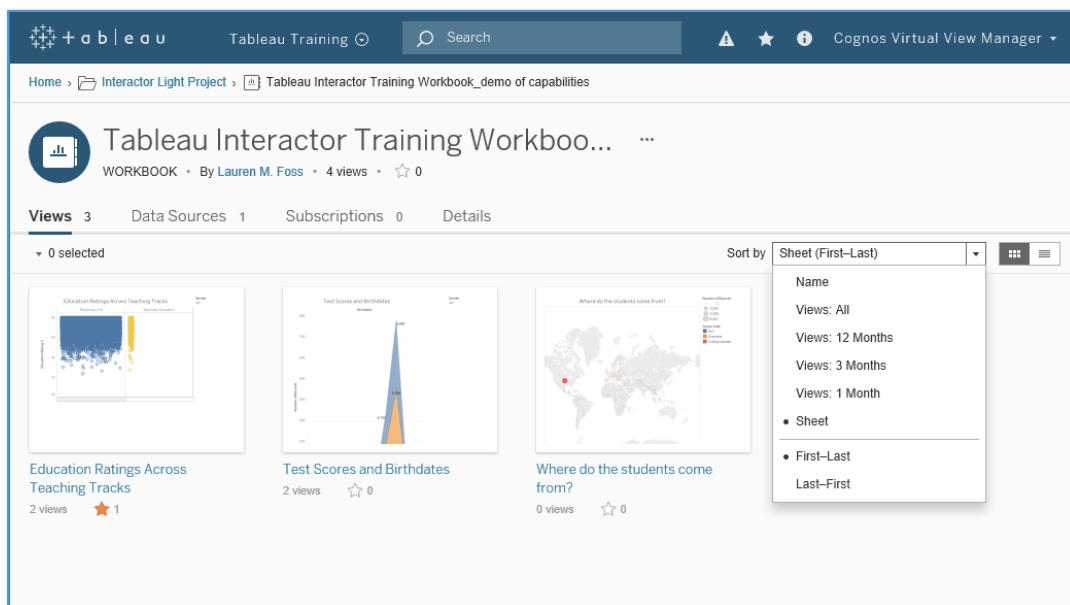 + a b l e a u
Tableau Training
Search
Cognos Virtual View Manager
Home › Interactor Light Project › Tableau Interactor Training Workbook_demo of capabilities
Tableau Interactor Training Workboo... ...
WORKBOOK • By Lauren M. Foss • 4 views • 0
Views 3 Data Sources 1 Subscriptions 0 Details
0 selected
Sort by Sheet (First–Last)
Name
Views: All
Views: 12 Months
Views: 3 Months
Views: 1 Month
• Sheet
• First–Last
Last–First
Education Ratings Across Teaching Tracks
Test Scores and Birthdates
Birthdates
Where do the students come from?
Education Ratings Across
Teaching Tracks
2 views 1
Test Scores and Birthdates
2 views 0
Where do the students come
from?
0 views 0